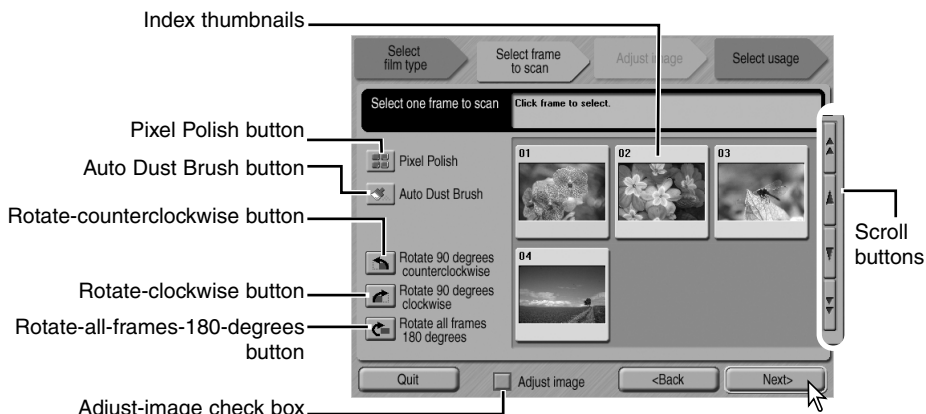 Index thumbnails
Select
film type
Select frame
to scan
Adjust image
Select usage
Select one frame to scan
Click frame to select.
Pixel Polish button
Pixel Polish
Auto Dust Brush button
Auto Dust Brush
Rotate-counterclockwise button
Rotate 90 degrees
counterclockwise
Rotate-clockwise button
Rotate 90 degrees
clockwise
Rotate-all-frames-180-degrees
button
Rotate all frames
180 degrees
01
02
03
04
Scroll
buttons
Quit
Adjust image
<Back
Next>
Adjust-image check box